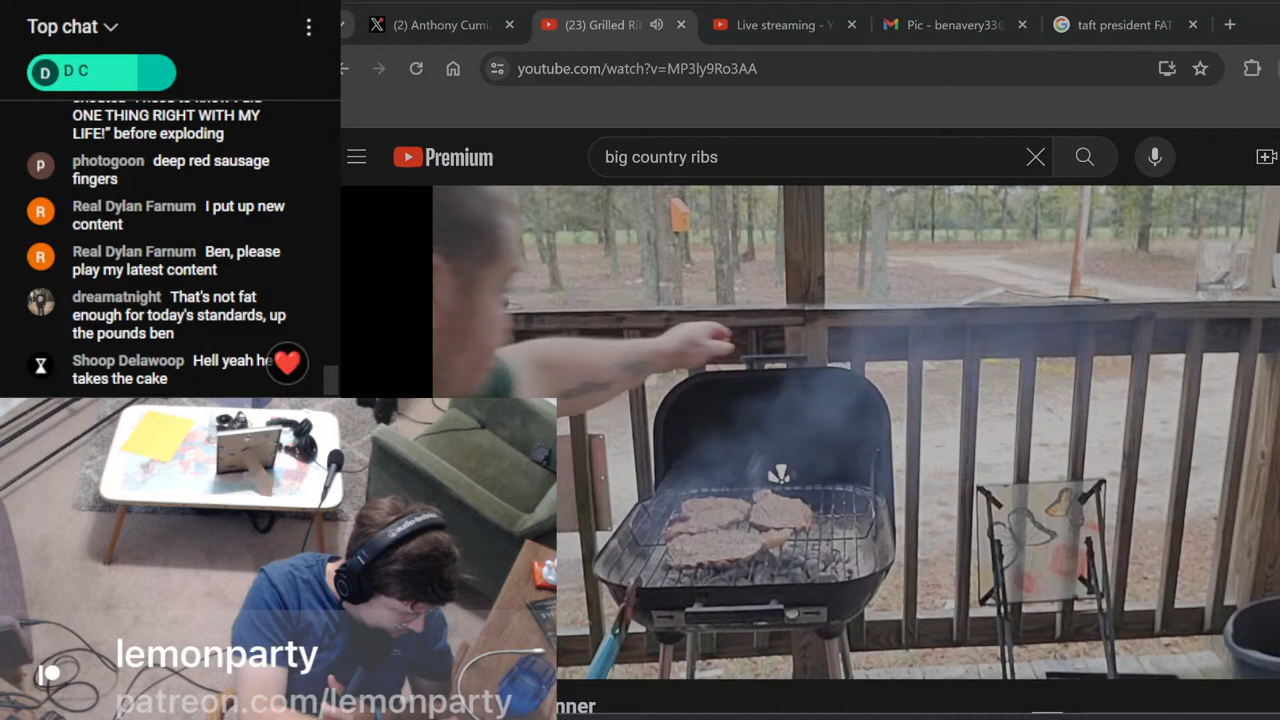 Top chat
D
D C
ONE THING RIGHT WITH MY
LIFE!" before exploding
p
photogoon deep red sausage
fingers
R
Real Dylan Farnum I put up new
content
R
Real Dylan Farnum Ben, please
play my latest content
dreamatnight That's not fat
enough for today's standards, up
the pounds ben
Shoop Delawoop Hell yeah he
takes the cake
(2) Anthony Cumi
(23) Grilled Ri
Live streaming - Y
Pic - benavery33@
taft president FAT
youtube.com/watch?v=MP3ly9Ro3AA
Premium
big country ribs
lemonparty
patreon.com/lemonparty
nner